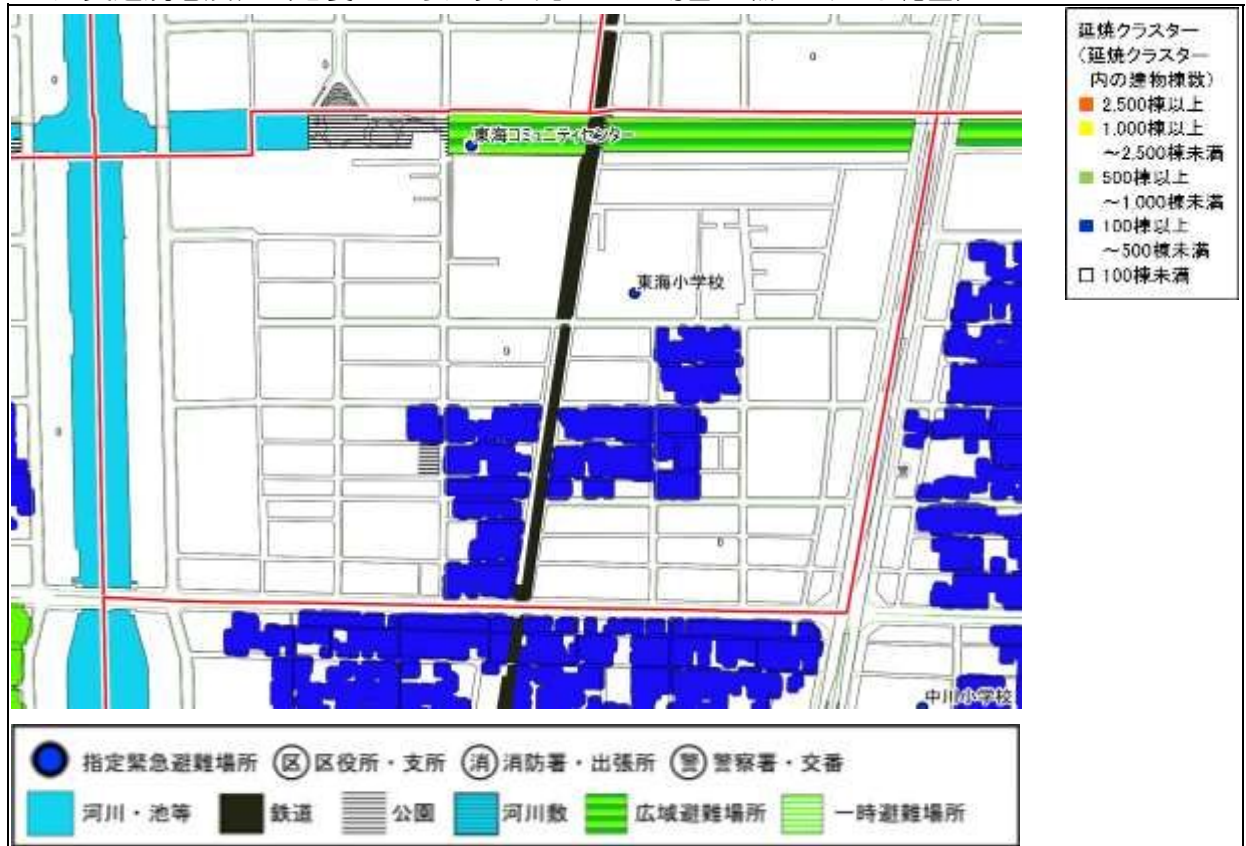 東海コミュニティセンター
東海小学校
中川小学校
延焼クラスター
（延焼クラスター
内の建物棟数）
2,500棟以上
1,000棟以上
～2,500棟未満
500棟以上
～1,000棟未満
100棟以上
～500棟未満
100棟未満
指定緊急避難場所 区 区役所・支所 消 消防署・出張所 警 警察署・交番
河川・池等 鉄道 公園 河川敷 広域避難場所 一時避難場所